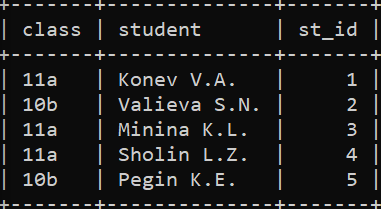 | class | student | st_id |
| 11a | Konev V.A. | 1 |
| 10b | Valieva S.N. | 2 |
| 11a | Minina K.L. | 3 |
| 11a | Sholin L.Z. | 4 |
| 10b | Pegin K.E. | 5 |